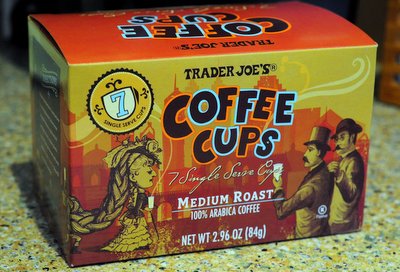 TRADER JOE'S®
COFFEE
CUPS
TRADER JOE'S®
COFFEE
CUPS
7 Single Serve Cups
MEDIUM ROAST
100% ARABICA COFFEE
NET WT 2.96 OZ (84g)
7
SINGLE SERVE CUPS